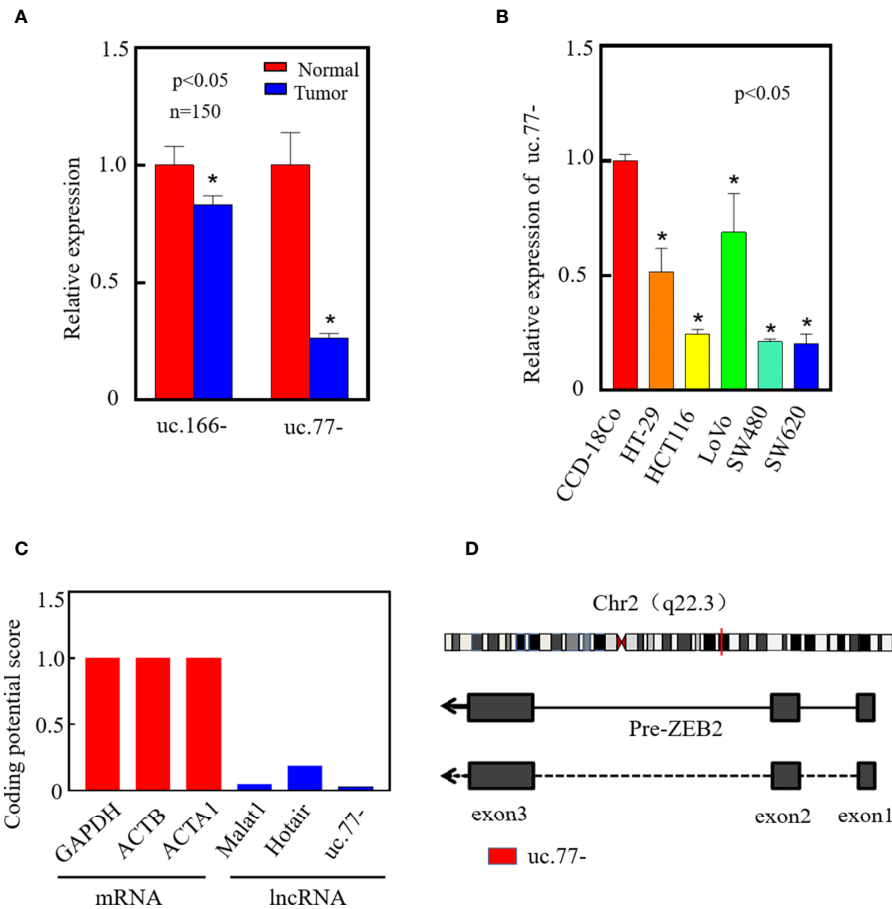 A
1.5
1.0
0.5
0
Relative expression
p<0.05
n=150
Normal
Tumor
*
*
uc.166-
uc.77-
B
1.5
1.0
0.5
0
Relative expression of uc.77-
p<0.05
*
*
*
*
*
CCD-18Co
HT-29
HCT116
LoVo
SW480
SW620
C
1.5
1.0
0.5
0
Coding potential score
GAPDH
ACTB
ACTA1
Malat1
Hotair
uc.77-
mRNA
lncRNA
D
Chr2（q22.3）
Pre-ZEB2
exon3
exon2
exon1
uc.77-